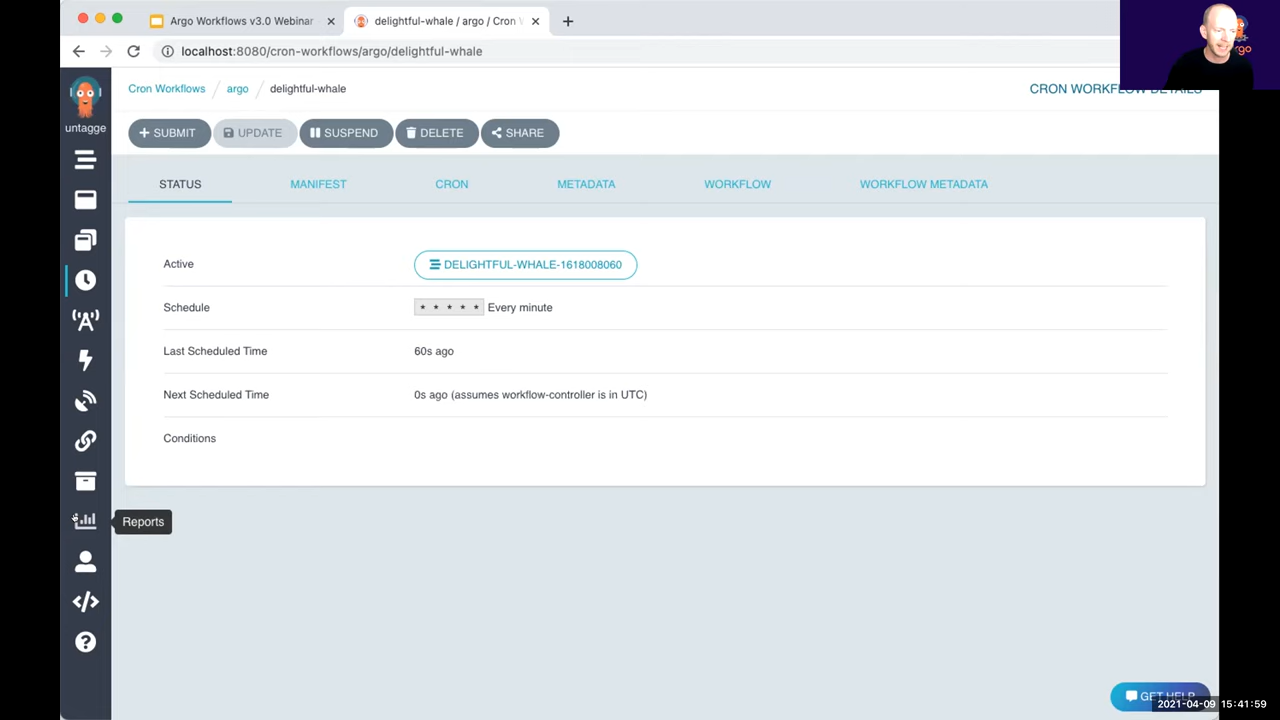 Argo Workflows v3.0 Webinar
delightful-whale / argo / Cron
localhost:8080/cron-workflows/argo/delightful-whale
Cron Workflows / argo / delightful-whale
CRON WORKFLOW DETAILS
untagge
SUBMIT
UPDATE
SUSPEND
DELETE
SHARE
STATUS
MANIFEST
CRON
METADATA
WORKFLOW
WORKFLOW METADATA
Active
DELIGHTFUL-WHALE-1618008060
Schedule
* * * * * Every minute
Last Scheduled Time
60s ago
Next Scheduled Time
0s ago (assumes workflow-controller is in UTC)
Conditions
Reports
GET HELP
2021-04-09 15:41:59